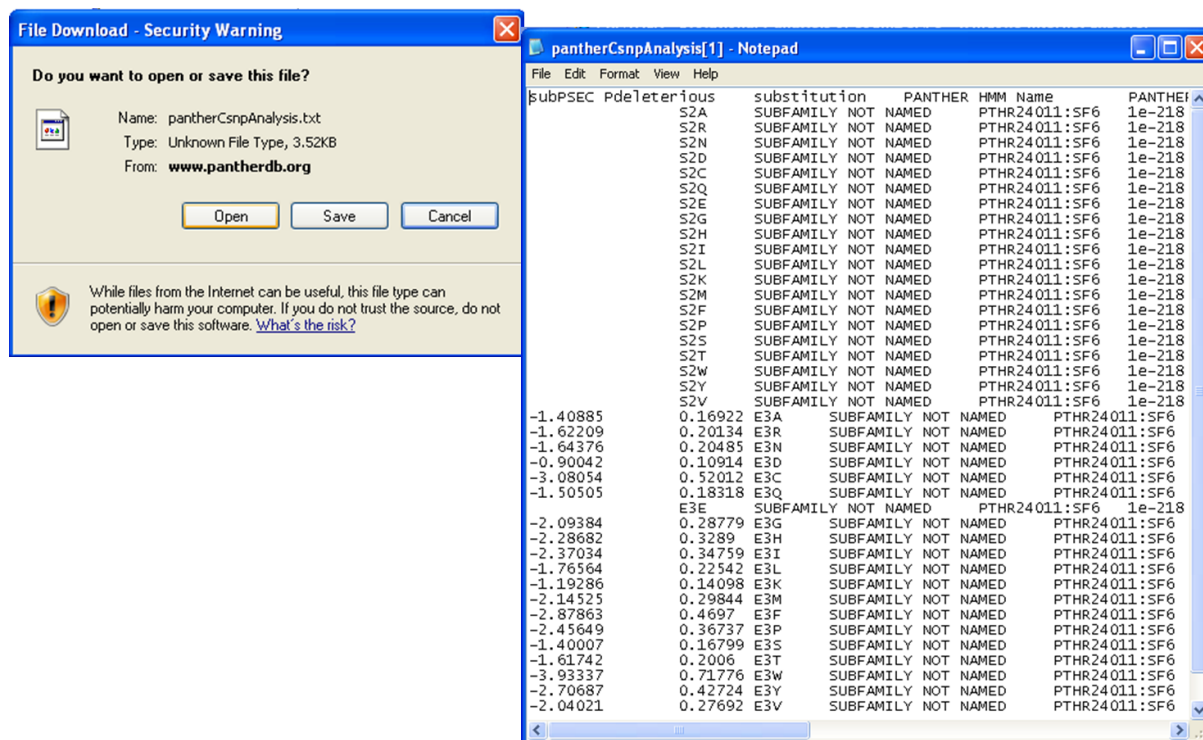 File Download - Security Warning
Do you want to open or save this file?
Name: pantherCsnpAnalysis.txt
Type: Unknown File Type, 3.52KB
From: www.pantherdb.org
Open Save Cancel
While files from the Internet can be useful, this file type can
potentially harm your computer. If you do not trust the source, do not
open or save this software. What's the risk?
pantherCsnpAnalysis[1] - Notepad
File Edit Format View Help
subPSEC Pdeleterious substitution PANTHER HMM Name PANTHER
S2A SUBFAMILY NOT NAMED PTHR24011:SF6 1e-218
S2R SUBFAMILY NOT NAMED PTHR24011:SF6 1e-218
S2N SUBFAMILY NOT NAMED PTHR24011:SF6 1e-218
S2D SUBFAMILY NOT NAMED PTHR24011:SF6 1e-218
S2C SUBFAMILY NOT NAMED PTHR24011:SF6 1e-218
S2Q SUBFAMILY NOT NAMED PTHR24011:SF6 1e-218
S2E SUBFAMILY NOT NAMED PTHR24011:SF6 1e-218
S2G SUBFAMILY NOT NAMED PTHR24011:SF6 1e-218
S2H SUBFAMILY NOT NAMED PTHR24011:SF6 1e-218
S2I SUBFAMILY NOT NAMED PTHR24011:SF6 1e-218
S2L SUBFAMILY NOT NAMED PTHR24011:SF6 1e-218
S2K SUBFAMILY NOT NAMED PTHR24011:SF6 1e-218
S2M SUBFAMILY NOT NAMED PTHR24011:SF6 1e-218
S2F SUBFAMILY NOT NAMED PTHR24011:SF6 1e-218
S2P SUBFAMILY NOT NAMED PTHR24011:SF6 1e-218
S2S SUBFAMILY NOT NAMED PTHR24011:SF6 1e-218
S2T SUBFAMILY NOT NAMED PTHR24011:SF6 1e-218
S2W SUBFAMILY NOT NAMED PTHR24011:SF6 1e-218
S2Y SUBFAMILY NOT NAMED PTHR24011:SF6 1e-218
S2V SUBFAMILY NOT NAMED PTHR24011:SF6 1e-218
-1.40885 0.16922 E3A SUBFAMILY NOT NAMED PTHR24011:SF6
-1.62209 0.20134 E3R SUBFAMILY NOT NAMED PTHR24011:SF6
-1.64376 0.20485 E3N SUBFAMILY NOT NAMED PTHR24011:SF6
-0.90042 0.10914 E3D SUBFAMILY NOT NAMED PTHR24011:SF6
-3.08054 0.52012 E3C SUBFAMILY NOT NAMED PTHR24011:SF6
-1.50505 0.18318 E3Q SUBFAMILY NOT NAMED PTHR24011:SF6
E3E SUBFAMILY NOT NAMED PTHR24011:SF6 1e-218
-2.09384 0.28779 E3G SUBFAMILY NOT NAMED PTHR24011:SF6
-2.28682 0.3289 E3H SUBFAMILY NOT NAMED PTHR24011:SF6
-2.37034 0.34759 E3I SUBFAMILY NOT NAMED PTHR24011:SF6
-1.76564 0.22542 E3L SUBFAMILY NOT NAMED PTHR24011:SF6
-1.19286 0.14098 E3K SUBFAMILY NOT NAMED PTHR24011:SF6
-2.14525 0.29844 E3M SUBFAMILY NOT NAMED PTHR24011:SF6
-2.87863 0.4697 E3F SUBFAMILY NOT NAMED PTHR24011:SF6
-2.45649 0.36737 E3P SUBFAMILY NOT NAMED PTHR24011:SF6
-1.40007 0.16799 E3S SUBFAMILY NOT NAMED PTHR24011:SF6
-1.61742 0.2006 E3T SUBFAMILY NOT NAMED PTHR24011:SF6
-3.93337 0.71776 E3W SUBFAMILY NOT NAMED PTHR24011:SF6
-2.70687 0.42724 E3Y SUBFAMILY NOT NAMED PTHR24011:SF6
-2.04021 0.27692 E3V SUBFAMILY NOT NAMED PTHR24011:SF6